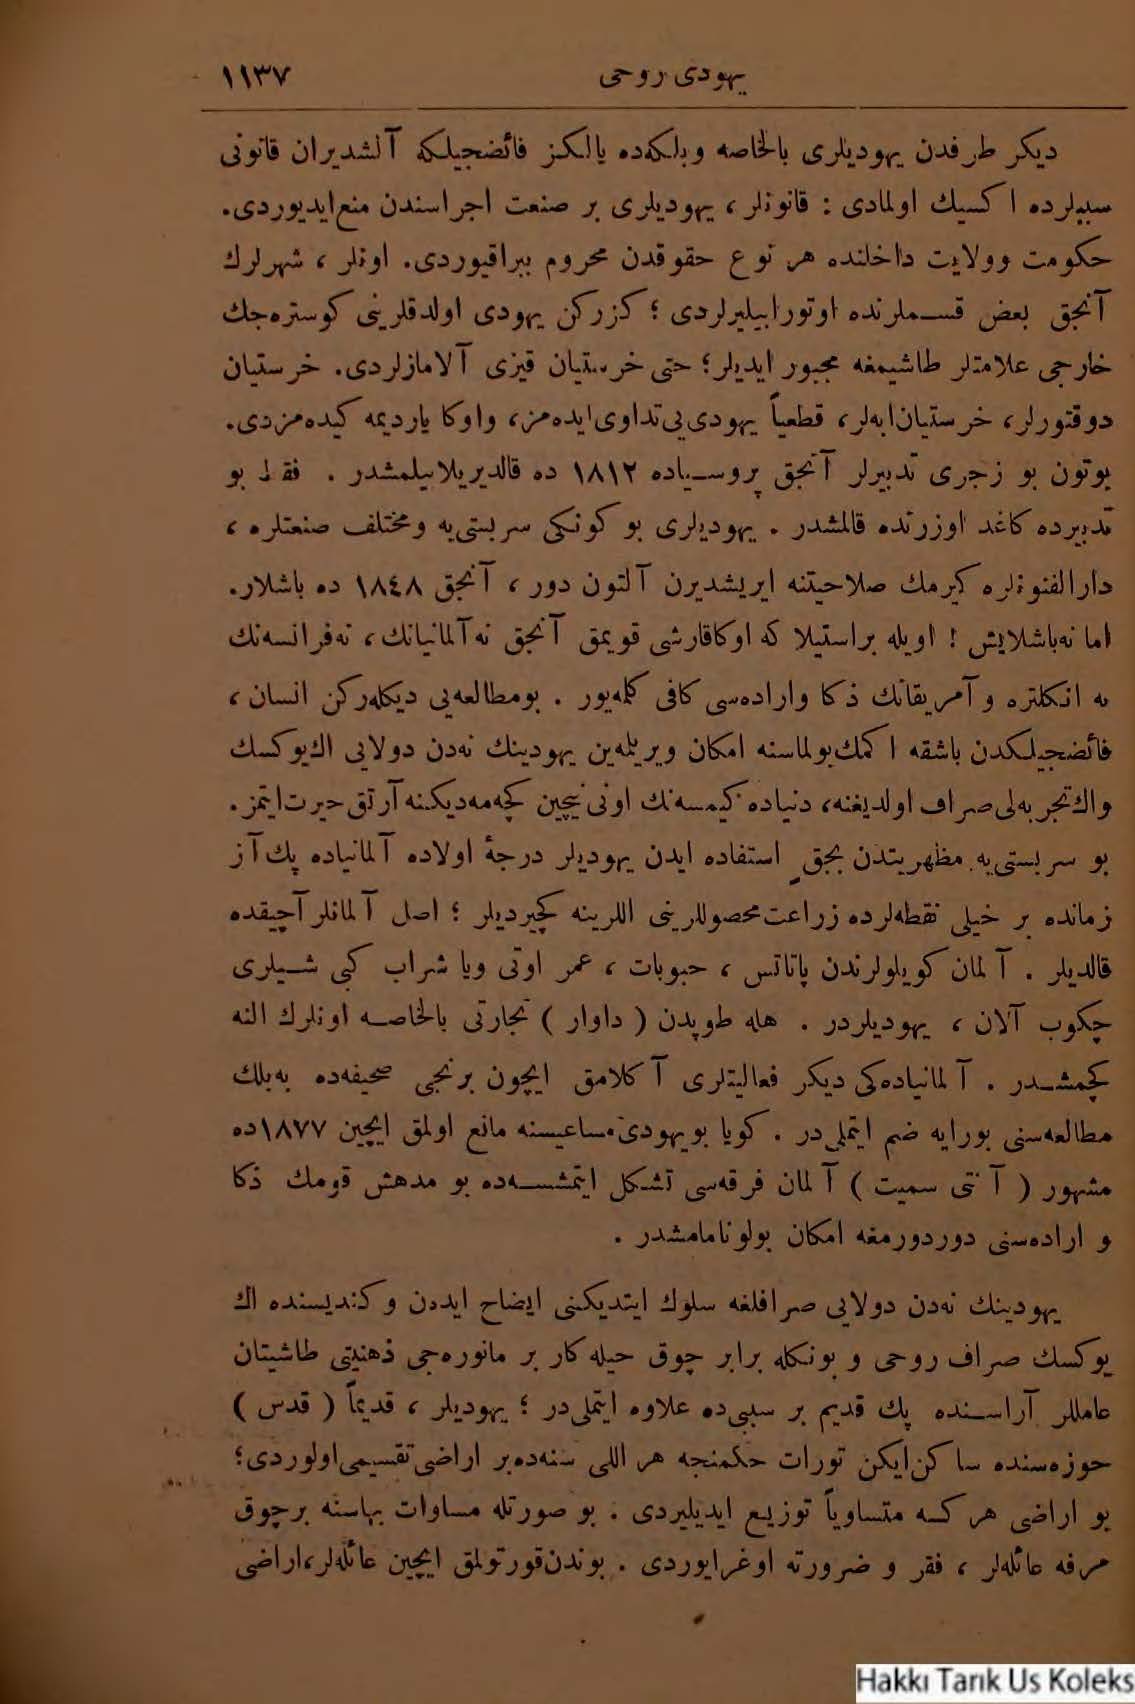 یهودی روحی ١١٣٧
دیکر طرفدن یهودیلری بالخاصه وبلکه‌ده یالکز فائضجیلکه آلشدیران قانونی
سببلرده اکسیك اولمادی : قانونلر ، یهودیلری بر صنعت اجراسندن منع ایدیوردی.
حکومت وولایت داخلنده هر نوع حقوقدن محروم بیراقیوردی. اونلر ، شهرلرك
آنجق بعض قسملرنده اوتورابیلیرلردی ؛ کزرکن یهودی اولدقلرینی کوستره‌جك
خارجی علامتلر طاشیمغه مجبور ایدیلر؛ حتی خرستیان قیزی آلامازلردی. خرستیان
دوقتورلر، خرستیان ابه‌لر، قطعیاً یهودی‌یی تداوی ایده‌مز، واوکا یاردیمه کیده‌مزدی.
بوتون بو زجری تدبیرلر آنجق پروسیاده ١٨١٢ ده قالدیریلابیلمشدر . فقط بو
تدبیرده کاغد اوزرنده قالمشدر . یهودیلری بو کونکی سربستی‌یه و مختلف صنعتلره ،
دارالفنونلره کیرمك صلاحیتنه ایریشدیرن آلتون دور ، آنجق ١٨٤٨ ده باشلار.
اما نه باشلایش ! اویله براستیلا که اوکا قارشی قویمق آنجق نه آلمانیانك، نه فرانسه‌نك
نه انکلتره و آمریقانك ذکا واراده‌سی کافی کله‌یور . بومطالعه‌یی دیکله‌رکن انسان ،
فائضجیلکدن باشقه اکمك بولماسنه امکان ویریله‌ین یهودینك نه‌دن دولایی اك یوکسك
واك تجربه‌لی صراف اولدیغنه، دنیاده کیمسه‌نك اونی نیچین کچه‌مه‌دیکنه آرتق حیرت ایتمز.
بو سربستی‌یه مظهریتدن بحق استفاده ایدن یهودیلر درجهٔ اولاده آلمانیاده پك آز
زمانده بر خیلی نقطه‌لرده زراعت محصوللرینی اللرینه کچیردیلر ؛ اصل آلمانلر آچیقده
قالدیلر . آلمان کویلولرندن پاتاتس ، حبوبات ، عمر اوتی ویا شراب کبی شیلری
چکوب آلان ، یهودیلردر . هله طوپدن ( داوار ) تجارتی بالخاصه اونلرك النه
کچمشدر . آلمانیاده‌کی دیکر فعالیتلری آکلامق ایچون برنجی صحیفه‌ده به‌بلك
مطالعه‌سنی بورایه ضم ایتملی‌در . کویا بو یهودی مساعیسنه مانع اولمق ایچین ١٨٧٧ده
مشهور ( آنتی سمیت ) آلمان فرقه‌سی تشکل ایتمشسه‌ده بو مدهش قومك ذکا
و اراده‌سنی دوردورمغه امکان بولونامامشدر .
یهودینك نه‌دن دولایی صرافلغه سلوك ایتدیکنی ایضاح ایدن و کندیسنده اك
یوکسك صراف روحی و بونکله برابر چوق حیله‌کار بر مانوره‌جی ذهنیتی طاشیتان
عامللر آراسنده پك قدیم بر سببی‌ده علاوه ایتملی‌در ؛ یهودیلر ، قدیماً ( قدس )
حوزه‌سنده ساکن ایکن تورات حکمنجه هر اللی سنه‌ده بر اراضی تقسیمی اولوردی؛
بو اراضی هرکسه متساویاً توزیع ایدیلیردی . بو صورتله مساوات بهاسنه برچوق
مرفه عائله‌لر ، فقر و ضرورته اوغرایوردی . بوندن قورتولمق ایچین عائله‌لر، اراضی
Hakkı Tarık Us Koleks